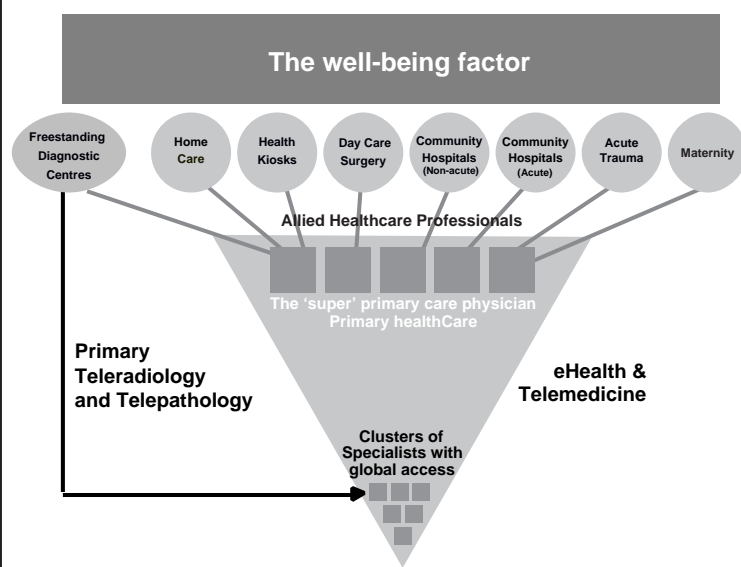 The well-being factor
Freestanding
Diagnostic
Centres
Home
Care
Health
Kiosks
Day Care
Surgery
Community
Hospitals
(Non-acute)
Community
Hospitals
(Acute)
Acute
Trauma
Maternity
Allied Healthcare Professionals
The ‘super’ primary care physician
Primary healthCare
Primary
Teleradiology
and Telepathology
eHealth &
Telemedicine
Clusters of
Specialists with
global access